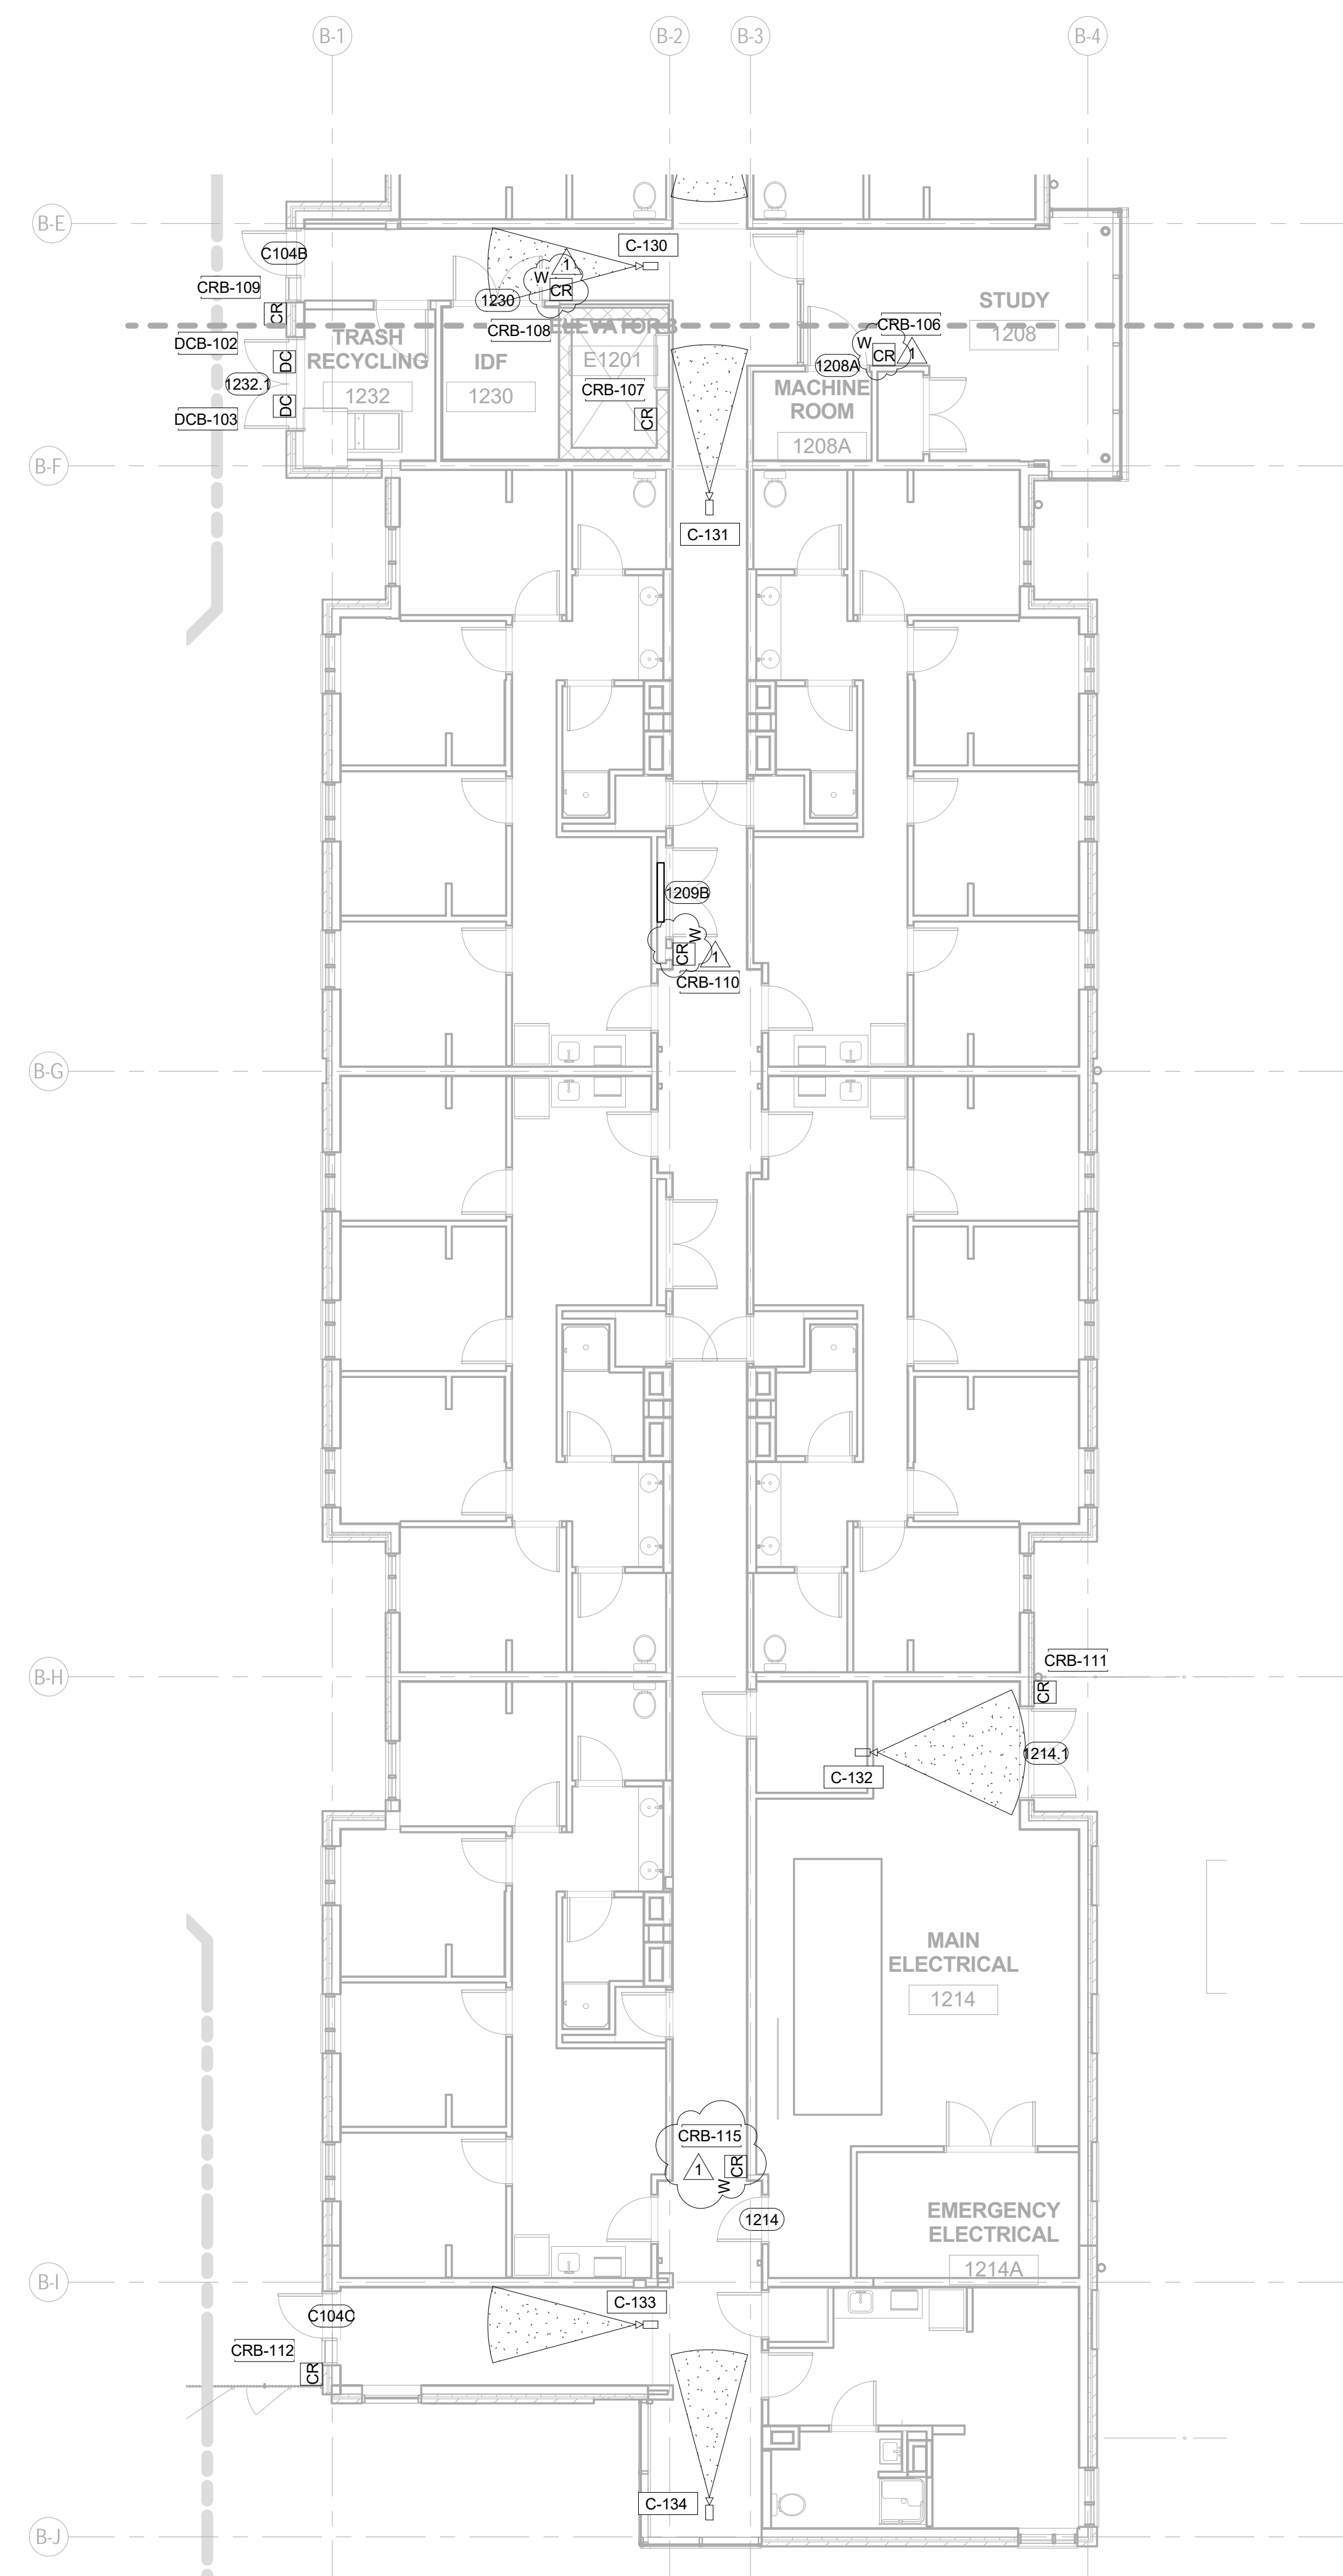 B-1
B-2
B-3
B-4
B-E
C104B
C-130
W
1
CR
1230
CRB-109
CR
CRB-108
ELEVATOR 3
STUDY
1208
CRB-106
W
CR
1
1208A
DCB-102
DC
TRASH
RECYCLING
1232
IDF
1230
E1201
CRB-107
CR
MACHINE
ROOM
1208A
1232.1
DC
DCB-103
B-F
C-131
1209B
W
CR
1
CRB-110
B-G
B-H
CRB-111
CR
1214.1
C-132
MAIN
ELECTRICAL
1214
CRB-115
1
CR
W
1214
EMERGENCY
ELECTRICAL
1214A
B-I
C-133
C104C
CRB-112
CR
C-134
B-J